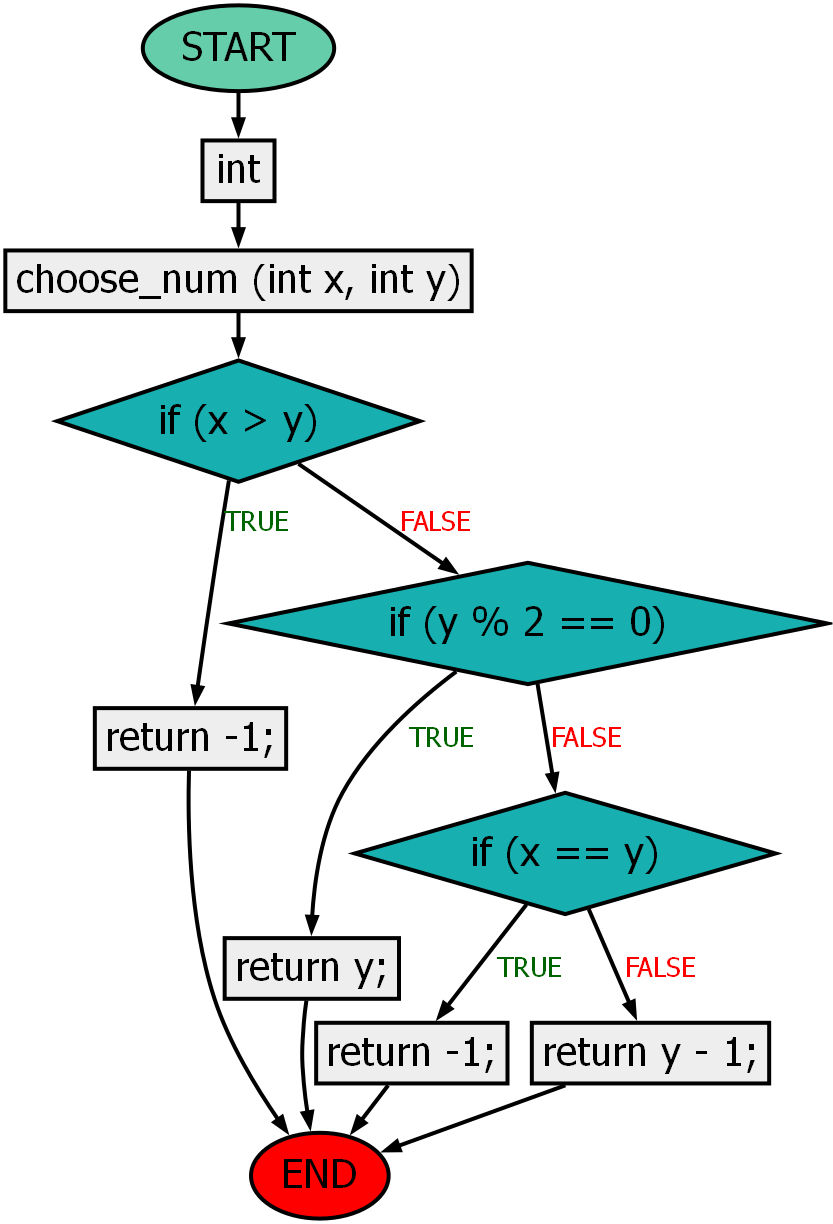 START
int
choose_num (int x, int y)
if (x > y)
TRUE
FALSE
if (y % 2 == 0)
return -1;
TRUE
FALSE
if (x == y)
return y;
TRUE
FALSE
return -1;
return y - 1;
END